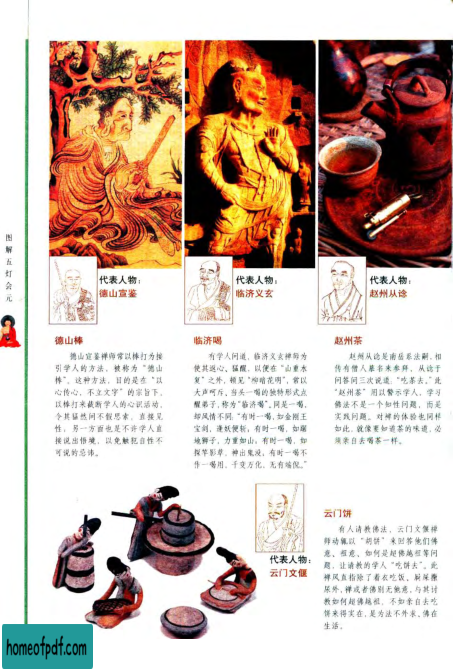 图解五灯会元
代表人物：
德山宣鉴
代表人物：
临济义玄
代表人物：
赵州从谂
德山棒
德山宣鉴禅师常以棒打为接
引学人的方法，被称为“德山
棒”。这种方法，目的是在“以
心传心，不立文字”的宗旨下，
以棒打来截断学人的心识活动，
令其猛然间不假思索，直接见
性；另一方面也是不许学人直
接说出悟境，以免触犯自性不
可说的忌讳。
临济喝
有学人问道，临济义玄禅师为
使其返心，猛醒，以便在“山重水
复”之外，顿见“柳暗花明”，常以
大声呵斥、当头一喝的独特形式点
醒弟子，称为“临济喝”。同是一喝，
却风情不同，“有时一喝，如金刚王
宝剑，逢妖便斩；有时一喝，如踞
地狮子，力重如山；有时一喝，如
探竿影草，神出鬼没；有时一喝不
作一喝用，千变万化，无有端倪。”
赵州茶
赵州从谂是南岳系法嗣，相
传有僧人慕名来参拜，从谂于
问答间三次说道，“吃茶去。”此
“赵州茶”用以警示学人，学习
佛法不是一个知性问题，而是
实践问题。对禅的体验也同样
如此，就像要知道茶的味道，必
须亲自去喝茶一样。
代表人物：
云门文偃
云门饼
有人请教佛法，云门文偃禅
师动辄以“胡饼”来回答他们佛
意、祖意、如何是超佛越祖等问
题，让请教的学人“吃饼去”。此
禅风直指除了着衣吃饭、屙屎撒
尿外，禅或者佛别无他意，与其讨
教如何超佛越祖，不如亲自去吃
饼来得实在，是为法不外求，佛在
生活。
homeofpdf.com